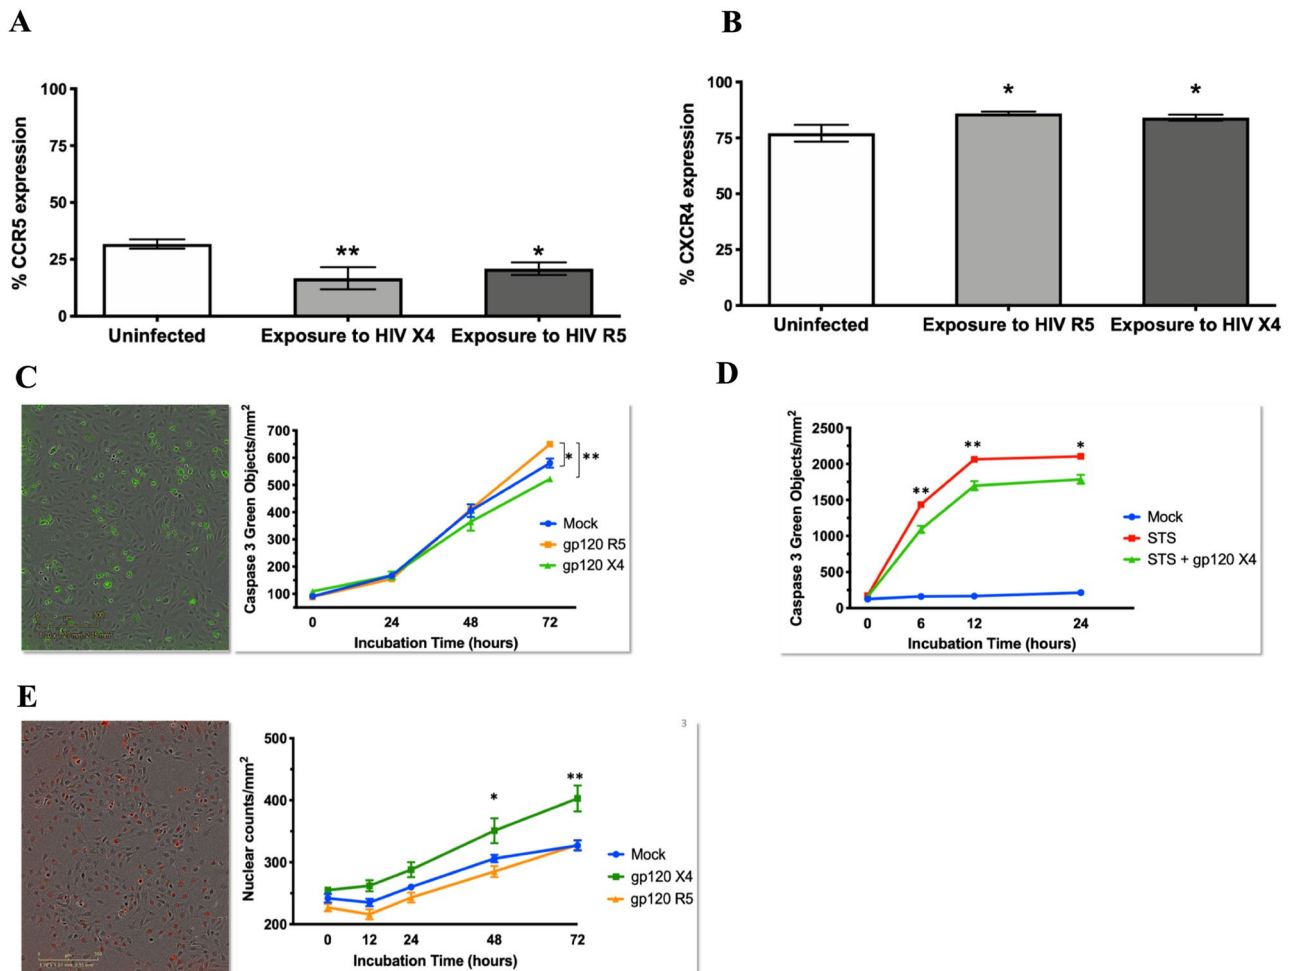 A
% CCR5 expression
100
75
50
25
0
**
*
Uninfected
Exposure to HIV X4
Exposure to HIV R5
B
% CXCR4 expression
100
75
50
25
0
*
*
Uninfected
Exposure to HIV R5
Exposure to HIV X4
C
Caspase 3 Green Objects/mm2
700
600
500
400
300
200
100
* **
Mock
gp120 R5
gp120 X4
0 24 48 72
Incubation Time (hours)
D
Caspase 3 Green Objects/mm2
2500
2000
1500
1000
500
0
**
**
*
Mock
STS
STS + gp120 X4
0 6 12 24
Incubation Time (hours)
E
3
Nuclear counts/mm2
500
400
300
200
*
**
Mock
gp120 X4
gp120 R5
0 12 24 48 72
Incubation Time (hours)